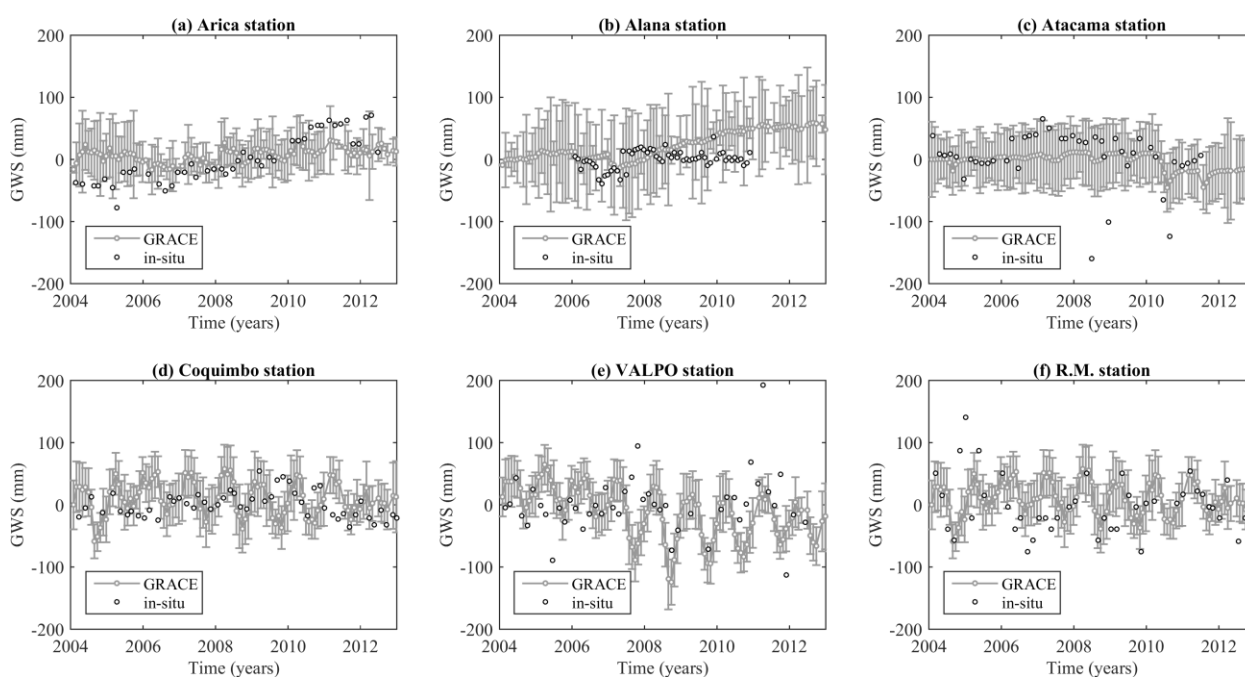 (a) Arica station
(b) Alana station
(c) Atacama station
200
100
0
-100
-200
GWS (mm)
GRACE
in-situ
2004 2006 2008 2010 2012
Time (years)
200
100
0
-100
-200
GWS (mm)
GRACE
in-situ
2004 2006 2008 2010 2012
Time (years)
200
100
0
-100
-200
GWS (mm)
GRACE
in-situ
2004 2006 2008 2010 2012
Time (years)
(d) Coquimbo station
(e) VALPO station
(f) R.M. station
200
100
0
-100
-200
GWS (mm)
GRACE
in-situ
2004 2006 2008 2010 2012
Time (years)
200
100
0
-100
-200
GWS (mm)
GRACE
in-situ
2004 2006 2008 2010 2012
Time (years)
200
100
0
-100
-200
GWS (mm)
GRACE
in-situ
2004 2006 2008 2010 2012
Time (years)